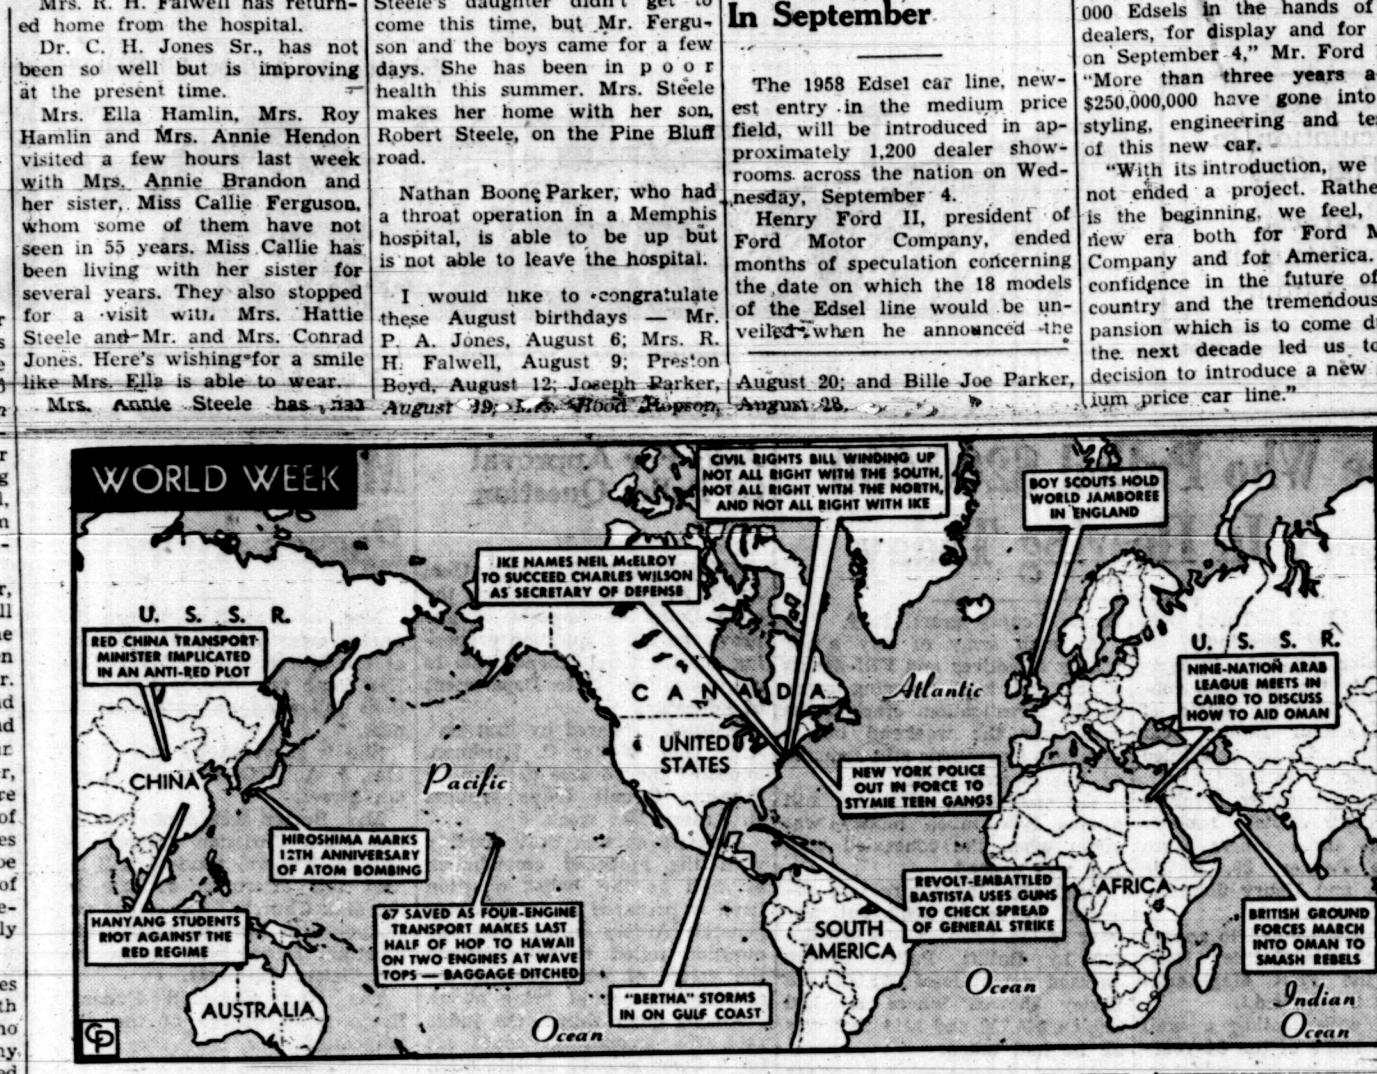 Mrs. R. H. Falwell has return-
ed home from the hospital.
Dr. C. H. Jones Sr., has not
been so well but is improving
at the present time.
Mrs. Ella Hamlin, Mrs. Roy
Hamlin and Mrs. Annie Hendon
visited a few hours last week
with Mrs. Annie Brandon and
her sister, Miss Callie Ferguson,
whom some of them have not
seen in 55 years. Miss Callie has
been living with her sister for
several years. They also stopped
for a visit with Mrs. Hattie
Steele and Mr. and Mrs. Conrad
Jones. Here's wishing for a smile
like Mrs. Ella is able to wear.
Mrs. Annie Steele has had
Steele's daughter didn't get to
come this time, but Mr. Fergu-
son and the boys came for a few
days. She has been in poor
health this summer. Mrs. Steele
makes her home with her son,
Robert Steele, on the Pine Bluff
road.
Nathan Boone Parker, who had
a throat operation in a Memphis
hospital, is able to be up but
is not able to leave the hospital.
I would like to congratulate
these August birthdays — Mr.
P. A. Jones, August 6; Mrs. R.
H. Falwell, August 9; Preston
Boyd, August 12; Joseph Parker,
August 19; Mrs. Hood Hopson,
August 20; and Bille Joe Parker,
August 28.
In September
The 1958 Edsel car line, new-
est entry in the medium price
field, will be introduced in ap-
proximately 1,200 dealer show-
rooms across the nation on Wed-
nesday, September 4.
Henry Ford II, president of
Ford Motor Company, ended
months of speculation concerning
the date on which the 18 models
of the Edsel line would be un-
veiled when he announced the
000 Edsels in the hands of
dealers, for display and for
on September 4," Mr. Ford
"More than three years a
$250,000,000 have gone into
styling, engineering and te
of this new car.
"With its introduction, we
not ended a project. Rathe
is the beginning, we feel,
new era both for Ford M
Company and for America.
confidence in the future of
country and the tremendous
pansion which is to come d
the next decade led us to
decision to introduce a new
ium price car line."
WORLD WEEK
CIVIL RIGHTS BILL WINDING UP
NOT ALL RIGHT WITH THE SOUTH,
NOT ALL RIGHT WITH THE NORTH,
AND NOT ALL RIGHT WITH IKE
BOY SCOUTS HOLD
WORLD JAMBOREE
IN ENGLAND
IKE NAMES NEIL McELROY
TO SUCCEED CHARLES WILSON
AS SECRETARY OF DEFENSE
U. S. S. R.
RED CHINA TRANSPORT
MINISTER IMPLICATED
IN AN ANTI-RED PLOT
U. S. S. R.
NINE-NATION ARAB
LEAGUE MEETS IN
CAIRO TO DISCUSS
HOW TO AID OMAN
CANADA
Atlantic
UNITED
STATES
CHINA
Pacific
NEW YORK POLICE
OUT IN FORCE TO
STYMIE TEEN GANGS
HIROSHIMA MARKS
12TH ANNIVERSARY
OF ATOM BOMBING
REVOLT-EMBATTLED
BASTISTA USES GUNS
TO CHECK SPREAD
OF GENERAL STRIKE
AFRICA
HANYANG STUDENTS
RIOT AGAINST THE
RED REGIME
67 SAVED AS FOUR-ENGINE
TRANSPORT MAKES LAST
HALF OF HOP TO HAWAII
ON TWO ENGINES AT WAVE
TOPS — BAGGAGE DITCHED
SOUTH
AMERICA
BRITISH GROUND
FORCES MARCH
INTO OMAN TO
SMASH REBELS
AUSTRALIA
"BERTHA" STORMS
IN ON GULF COAST
Ocean
Ocean
Indian
Ocean
CP